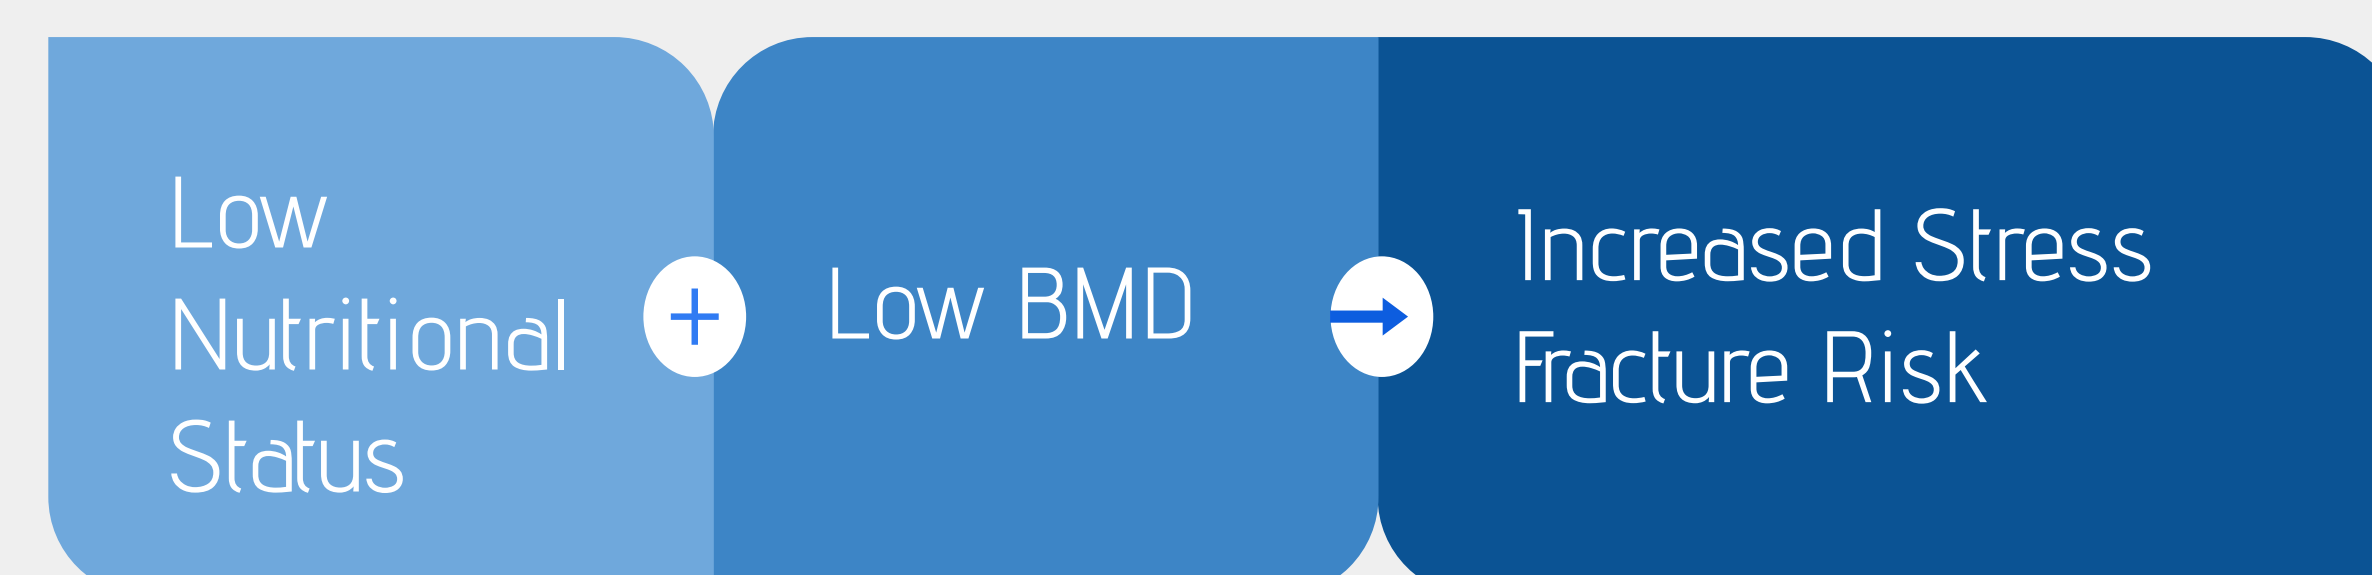 Low
Nutritional
Status
+
Low BMD
Increased Stress
Fracture Risk